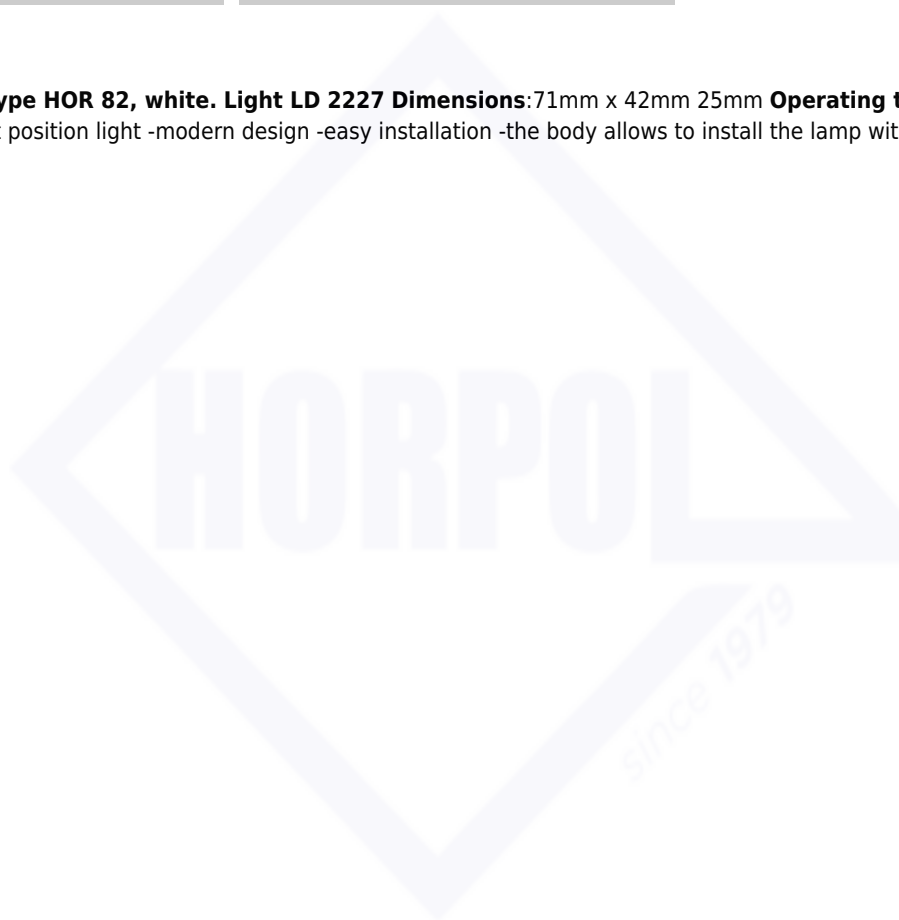 ype HOR 82, white. Light LD 2227 Dimensions:71mm x 42mm 25mm Operating
position light -modern design -easy installation -the body allows to install the lamp
HORPOL
since 1979